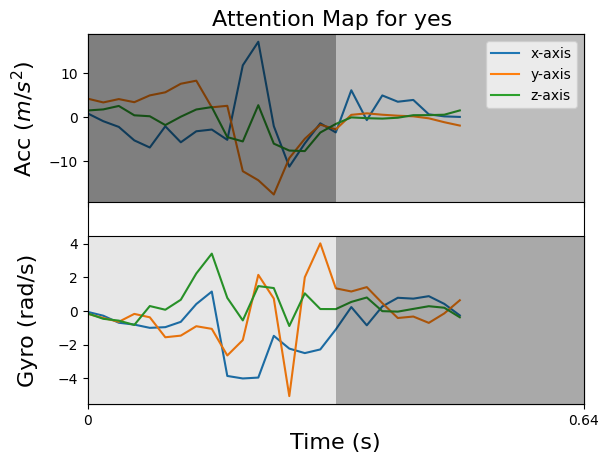 Attention Map for yes
Acc (m/s²)
10
0
−10
x-axis
y-axis
z-axis
Gyro (rad/s)
4
2
0
−2
−4
0
0.64
Time (s)